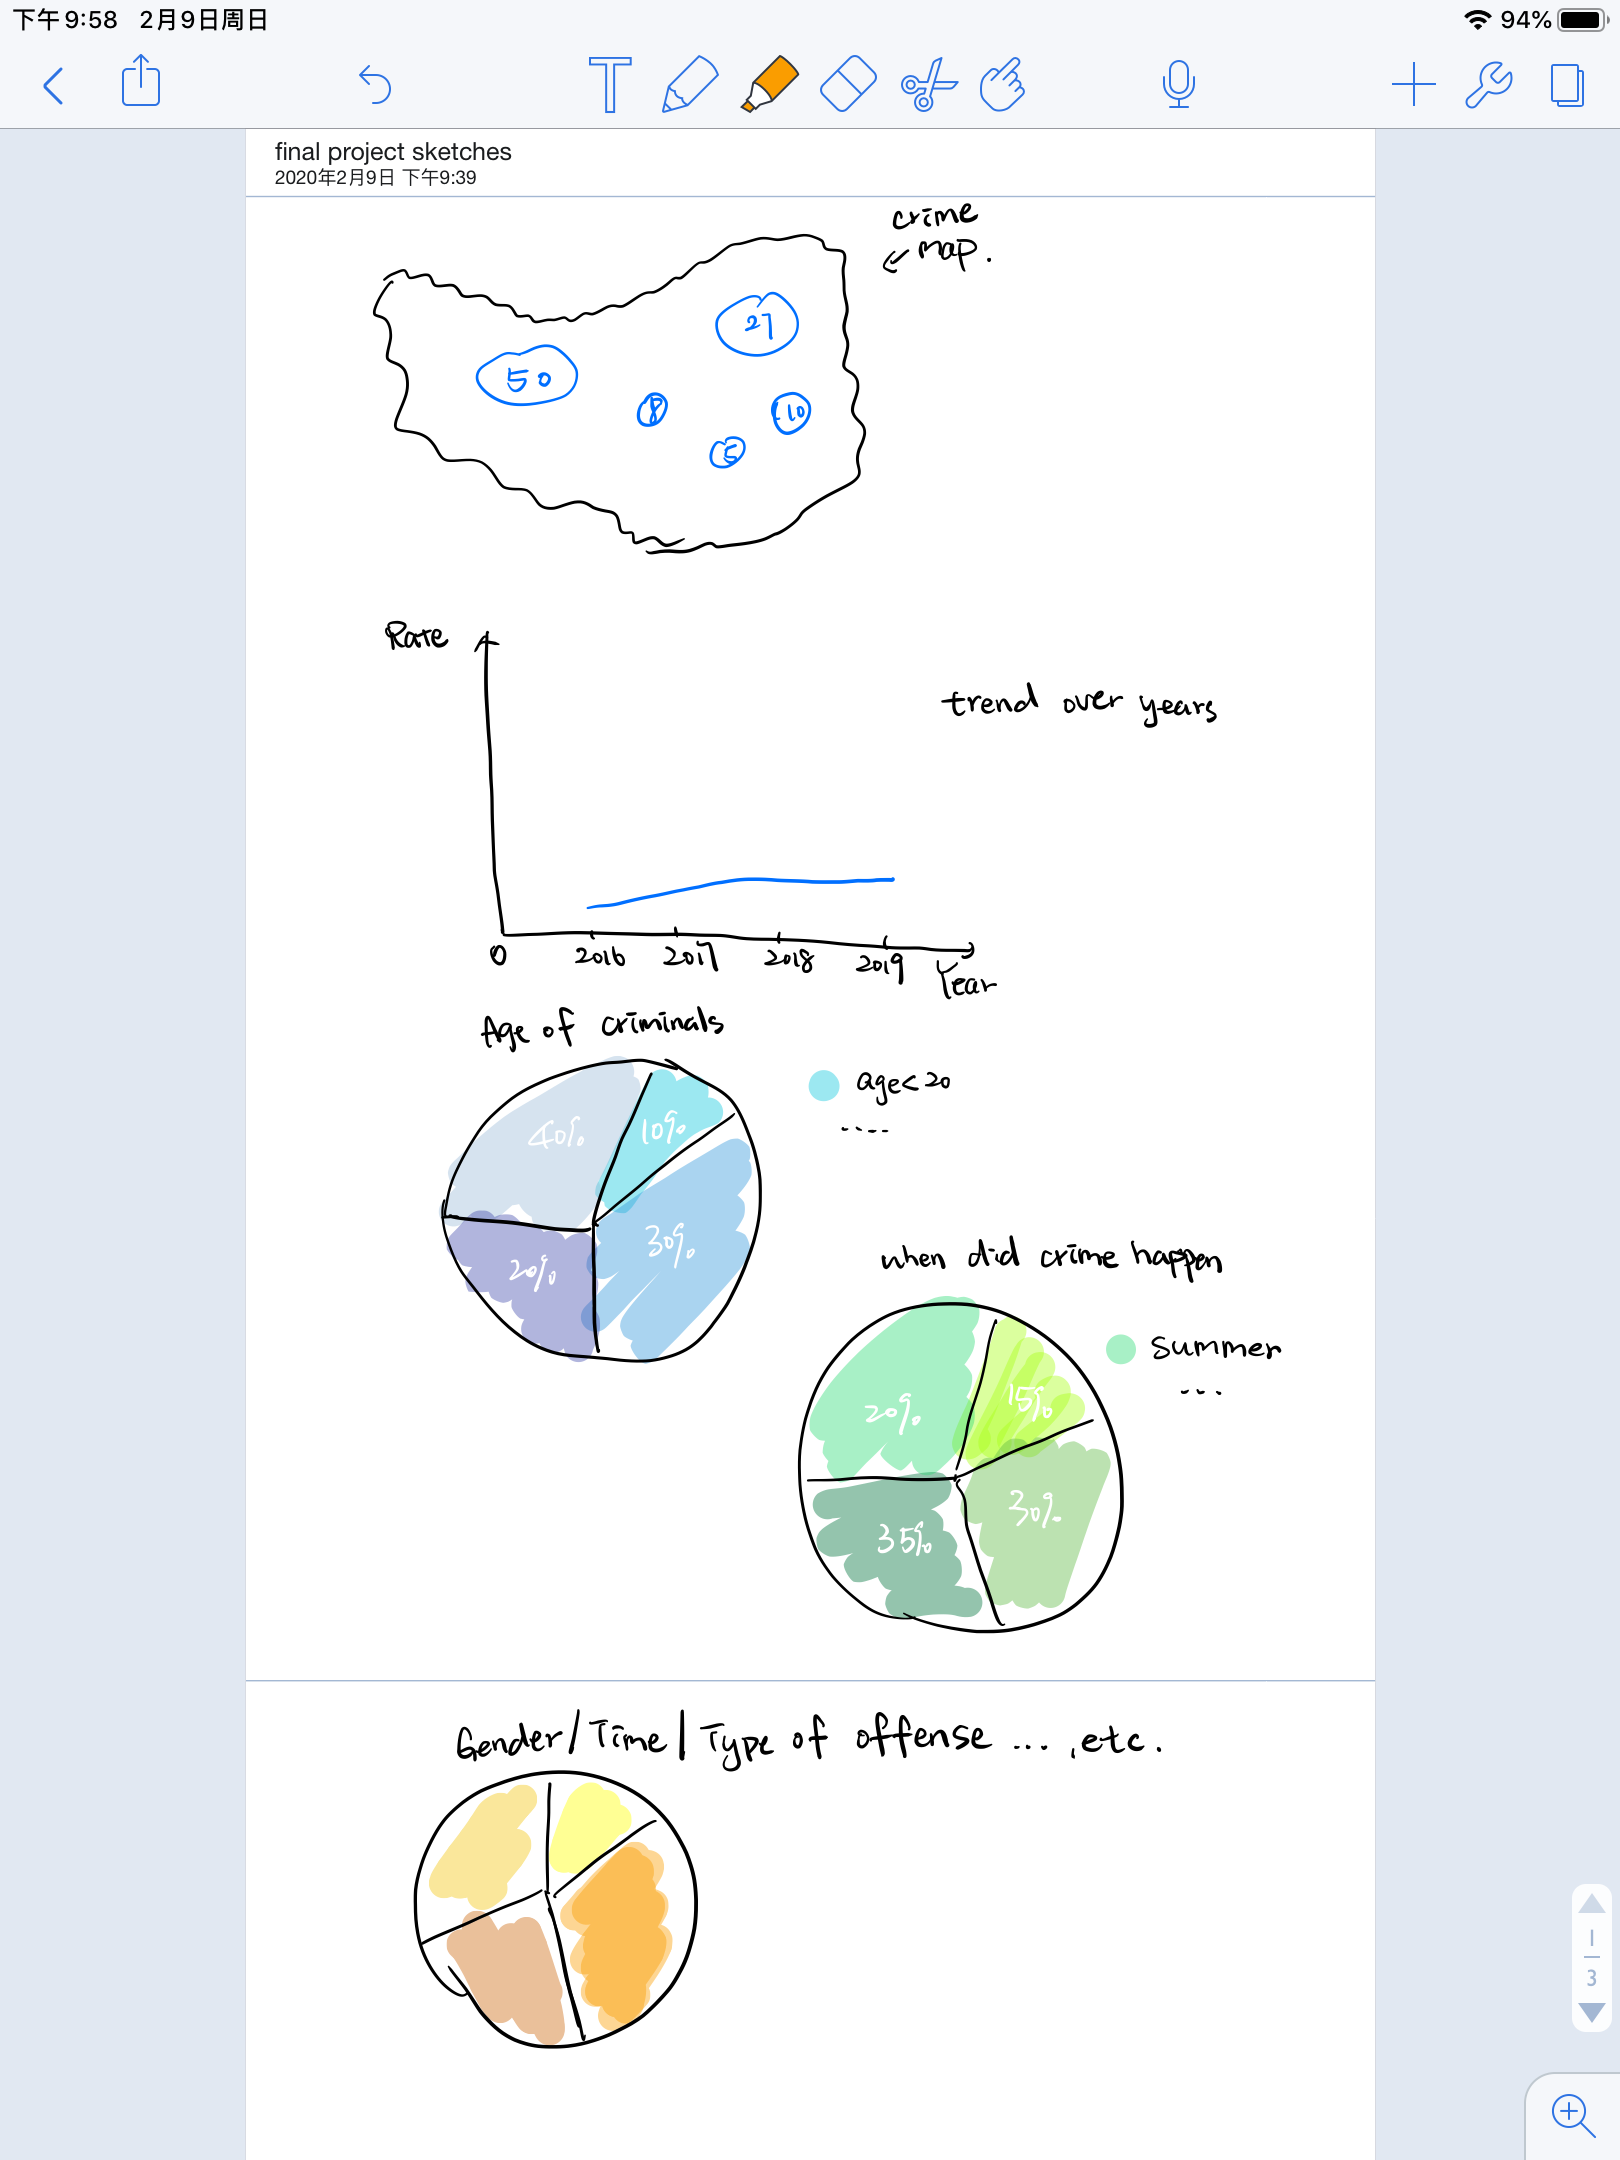 下午9:58 2月9日周日
94%
T
final project sketches
2020年2月9日 下午9:39
crime
map.
27
50
8
10
5
Rate
trend over years
0 2016 2017 2018 2019
Year
Age of criminals
age<20
....
40%
10%
30%
20%
when did crime happen
summer
...
20%
15%
30%
35%
Gender/Time|Type of offense ...,etc.
1
3